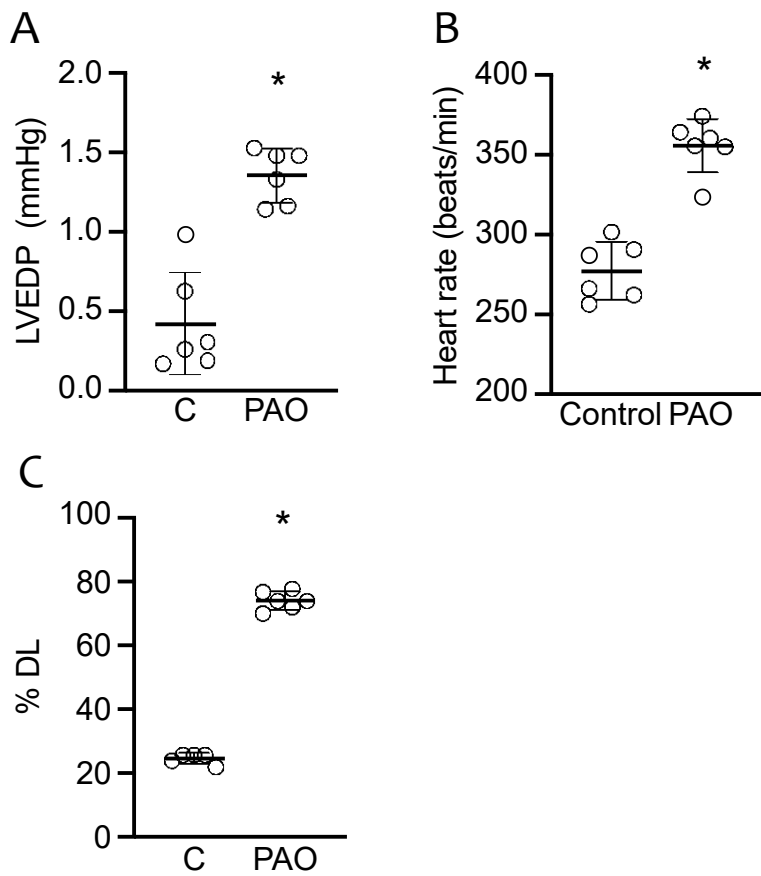 A
LVEDP (mmHg)
2.0
1.5
1.0
0.5
0.0
*
C
PAO
B
Heart rate (beats/min)
400
350
300
250
200
*
Control
PAO
C
% DL
100
80
60
40
20
0
*
C
PAO